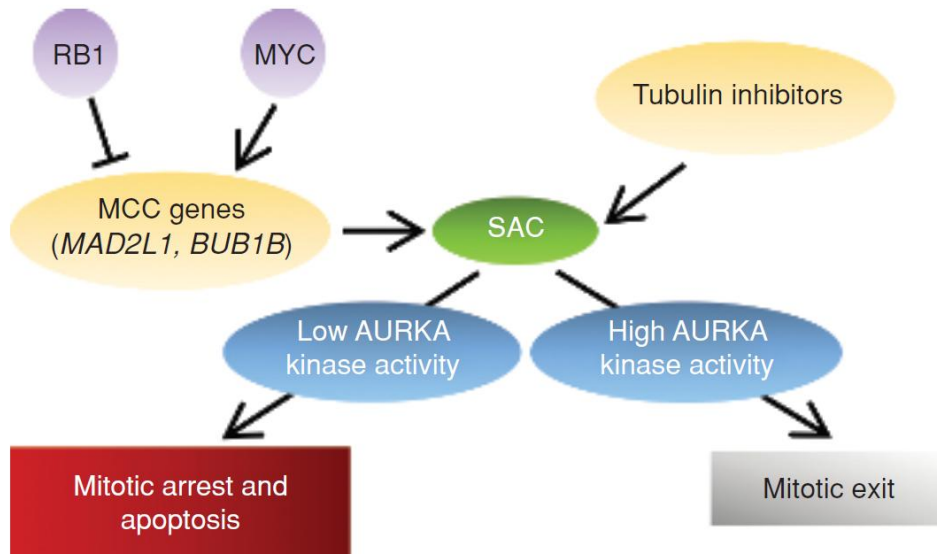 RB1
MYC
Tubulin inhibitors
MCC genes
(MAD2L1, BUB1B)
SAC
Low AURKA
kinase activity
High AURKA
kinase activity
Mitotic arrest and
apoptosis
Mitotic exit